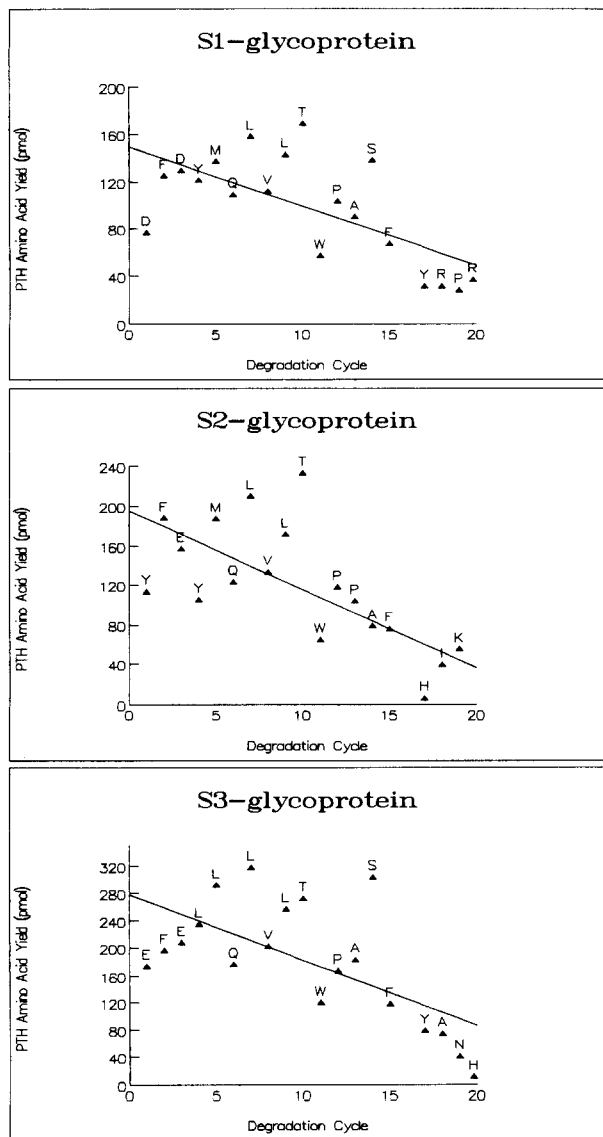 S1-glycoprotein
PTH Amino Acid Yield (pmol)
200
160
120
80
40
0
D F D Y M Q L V L T W P A S F Y R P R
0 5 10 15 20
Degradation Cycle
S2-glycoprotein
PTH Amino Acid Yield (pmol)
240
200
160
120
80
40
0
Y F E Y M Q L V L T W P P A F H I K
0 5 10 15 20
Degradation Cycle
S3-glycoprotein
PTH Amino Acid Yield (pmol)
320
280
240
200
160
120
80
40
0
E F E L L Q L V L T W P A S F Y A N H
0 5 10 15 20
Degradation Cycle